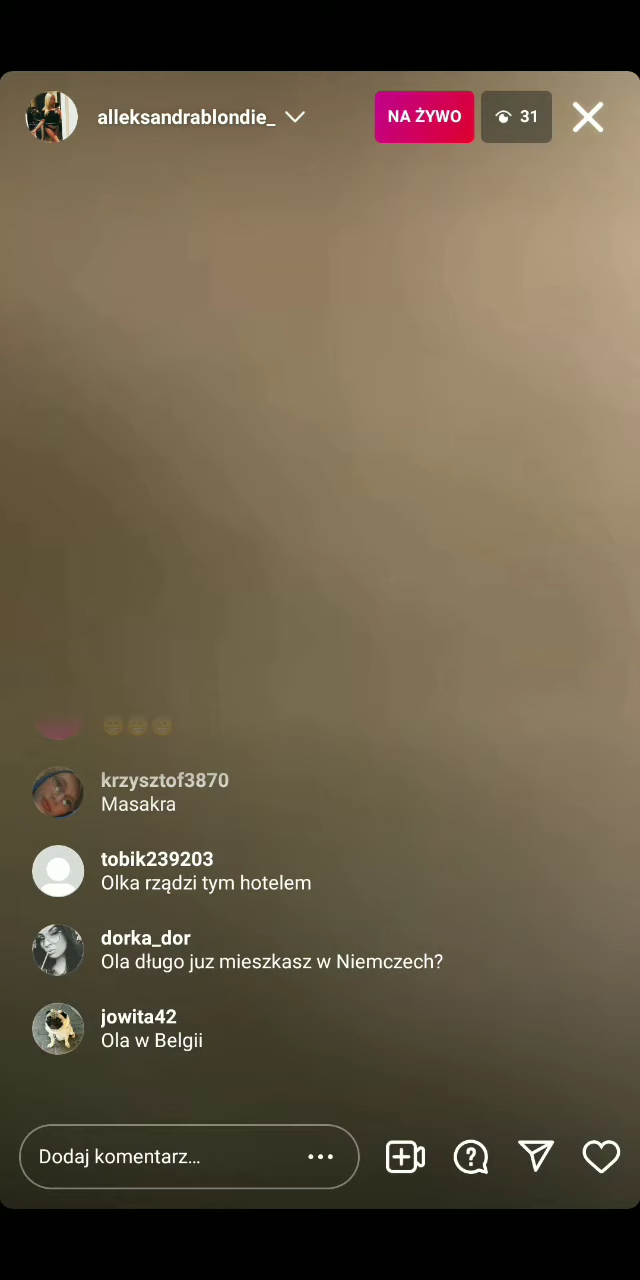 alleksandrablondie_
NA ŻYWO
31
krzysztof3870
Masakra
tobik239203
Olka rządzi tym hotelem
dorka_dor
Ola długo juz mieszkasz w Niemczech?
jowita42
Ola w Belgii
Dodaj komentarz...